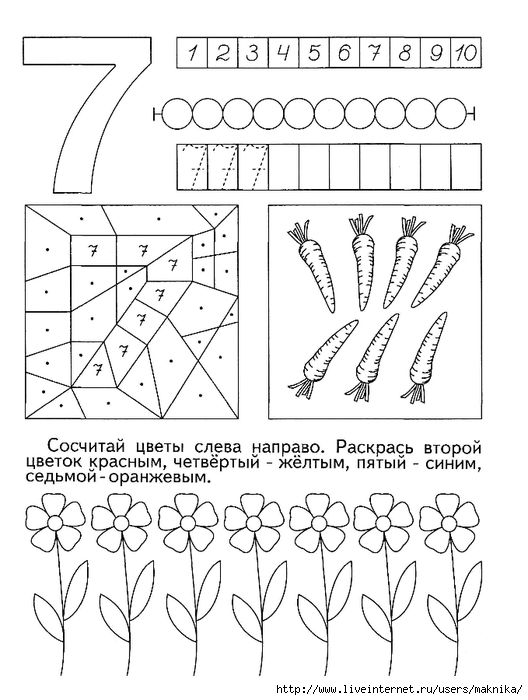 7
1 2 3 4 5 6 7 8 9 10
7 7 7
7 7
7
7
7
7
7
Сосчитай цветы слева направо. Раскрась второй
цветок красным, четвёртый - жёлтым, пятый - синим,
седьмой - оранжевым.
http://www.liveinternet.ru/users/maknika/